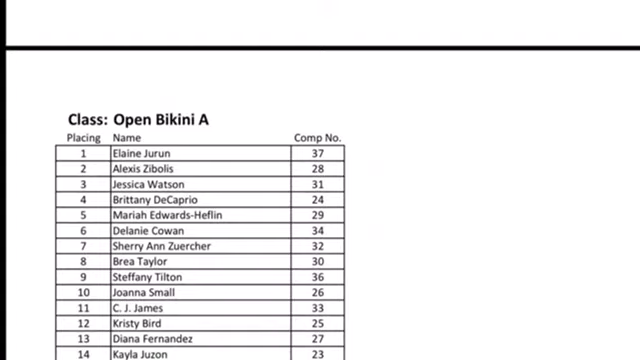 Class: Open Bikini A
Placing Name Comp No.
1 Elaine Jurun 37
2 Alexis Zibolis 28
3 Jessica Watson 31
4 Brittany DeCaprio 24
5 Mariah Edwards-Heflin 29
6 Delanie Cowan 34
7 Sherry Ann Zuercher 32
8 Brea Taylor 30
9 Steffany Tilton 36
10 Joanna Small 26
11 C. J. James 33
12 Kristy Bird 25
13 Diana Fernandez 27
14 Kayla Juzon 23